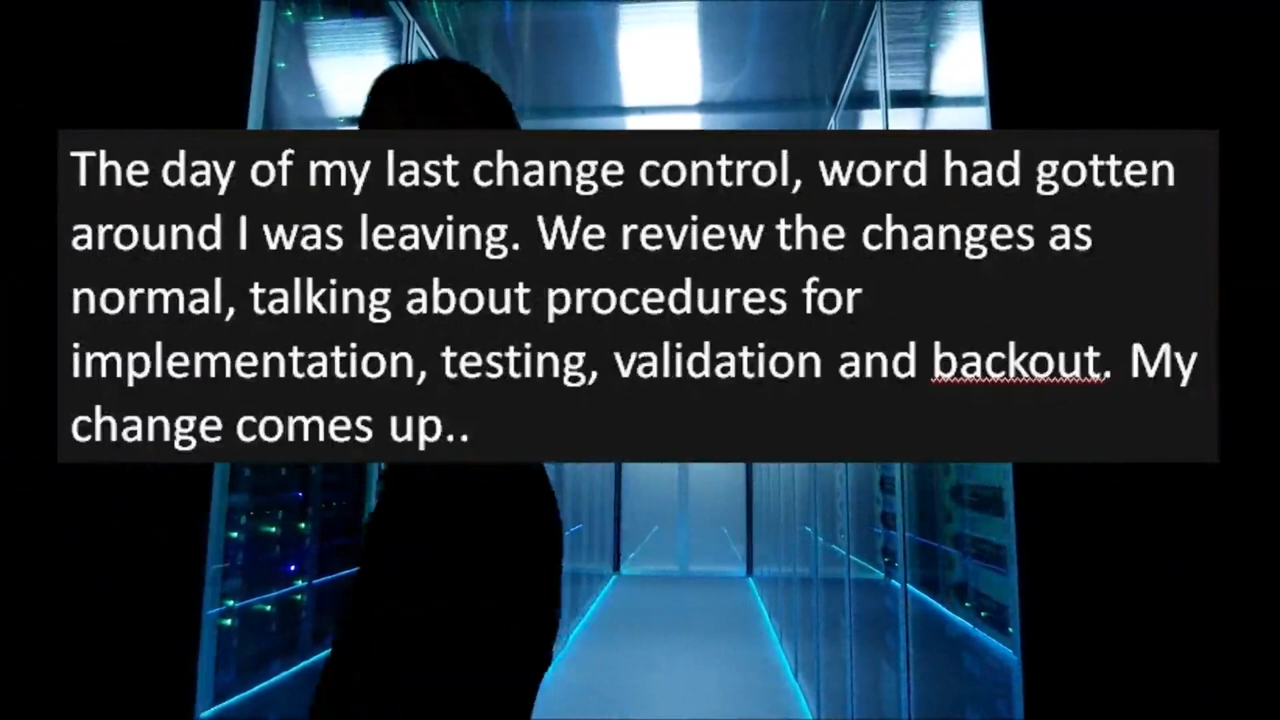 The day of my last change control, word had gotten
around I was leaving. We review the changes as
normal, talking about procedures for
implementation, testing, validation and backout. My
change comes up..